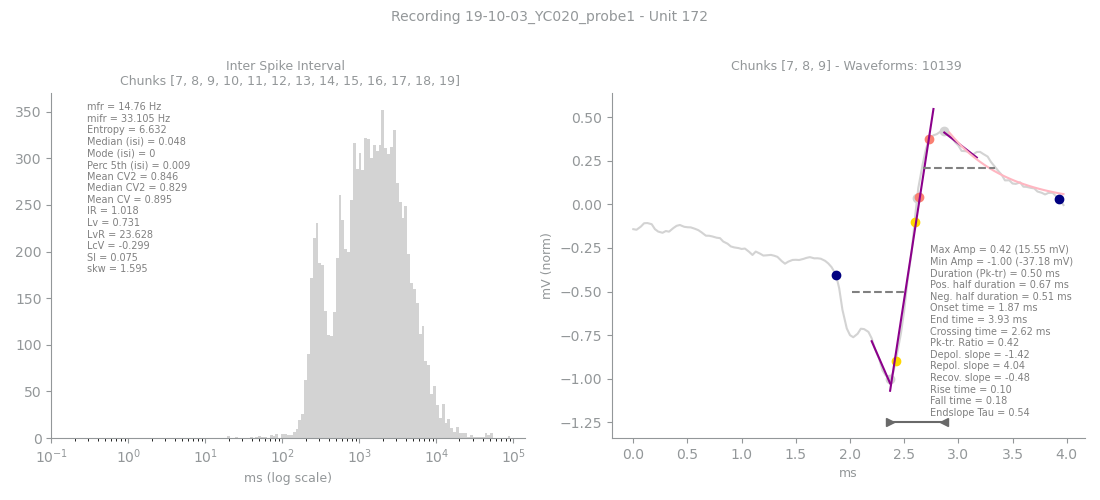 Recording 19-10-03_YC020_probe1 - Unit 172
Inter Spike Interval
Chunks [7, 8, 9, 10, 11, 12, 13, 14, 15, 16, 17, 18, 19]
350
300
250
200
150
100
50
0
mfr = 14.76 Hz
mifr = 33.105 Hz
Entropy = 6.632
Median (isi) = 0.048
Mode (isi) = 0
Perc 5th (isi) = 0.009
Mean CV2 = 0.846
Median CV2 = 0.829
Mean CV = 0.895
IR = 1.018
Lv = 0.731
LvR = 23.628
LcV = -0.299
SI = 0.075
skw = 1.595
10⁻¹ 10⁰ 10¹ 10² 10³ 10⁴ 10⁵
ms (log scale)
Chunks [7, 8, 9] - Waveforms: 10139
mV (norm)
0.50
0.25
0.00
−0.25
−0.50
−0.75
−1.00
−1.25
Max Amp = 0.42 (15.55 mV)
Min Amp = -1.00 (-37.18 mV)
Duration (Pk-tr) = 0.50 ms
Pos. half duration = 0.67 ms
Neg. half duration = 0.51 ms
Onset time = 1.87 ms
End time = 3.93 ms
Crossing time = 2.62 ms
Pk-tr. Ratio = 0.42
Depol. slope = -1.42
Repol. slope = 4.04
Recov. slope = -0.48
Rise time = 0.10
Fall time = 0.18
Endslope Tau = 0.54
0.0 0.5 1.0 1.5 2.0 2.5 3.0 3.5 4.0
ms